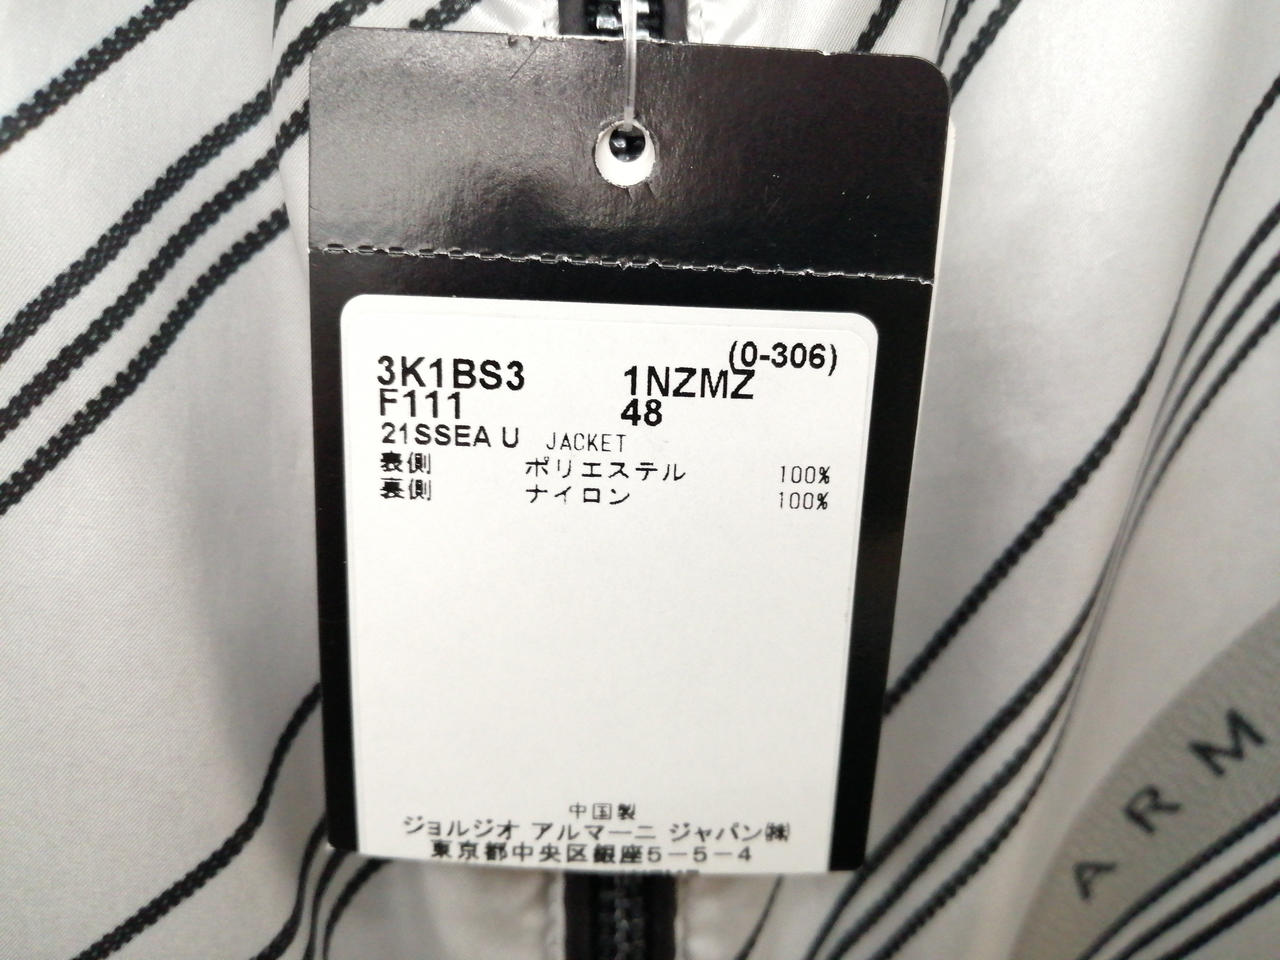 (0-306)
3K1BS3 1NZMZ
F111 48
21SSEA U JACKET
表側 ポリエステル 100%
裏側 ナイロン 100%
中国製
ジョルジオ アルマーニ ジャパン㈱
東京都中央区銀座5-5-4
ARM